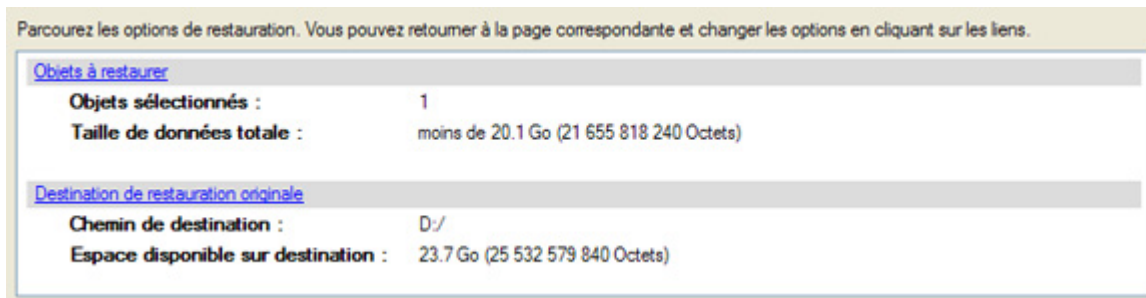 Parcourez les options de restauration. Vous pouvez retourner à la page correspondante et changer les options en cliquant sur les liens.
Objets à restaurer
Objets sélectionnés : 1
Taille de données totale : moins de 20.1 Go (21 655 818 240 Octets)
Destination de restauration originale
Chemin de destination : D:/
Espace disponible sur destination : 23.7 Go (25 532 579 840 Octets)